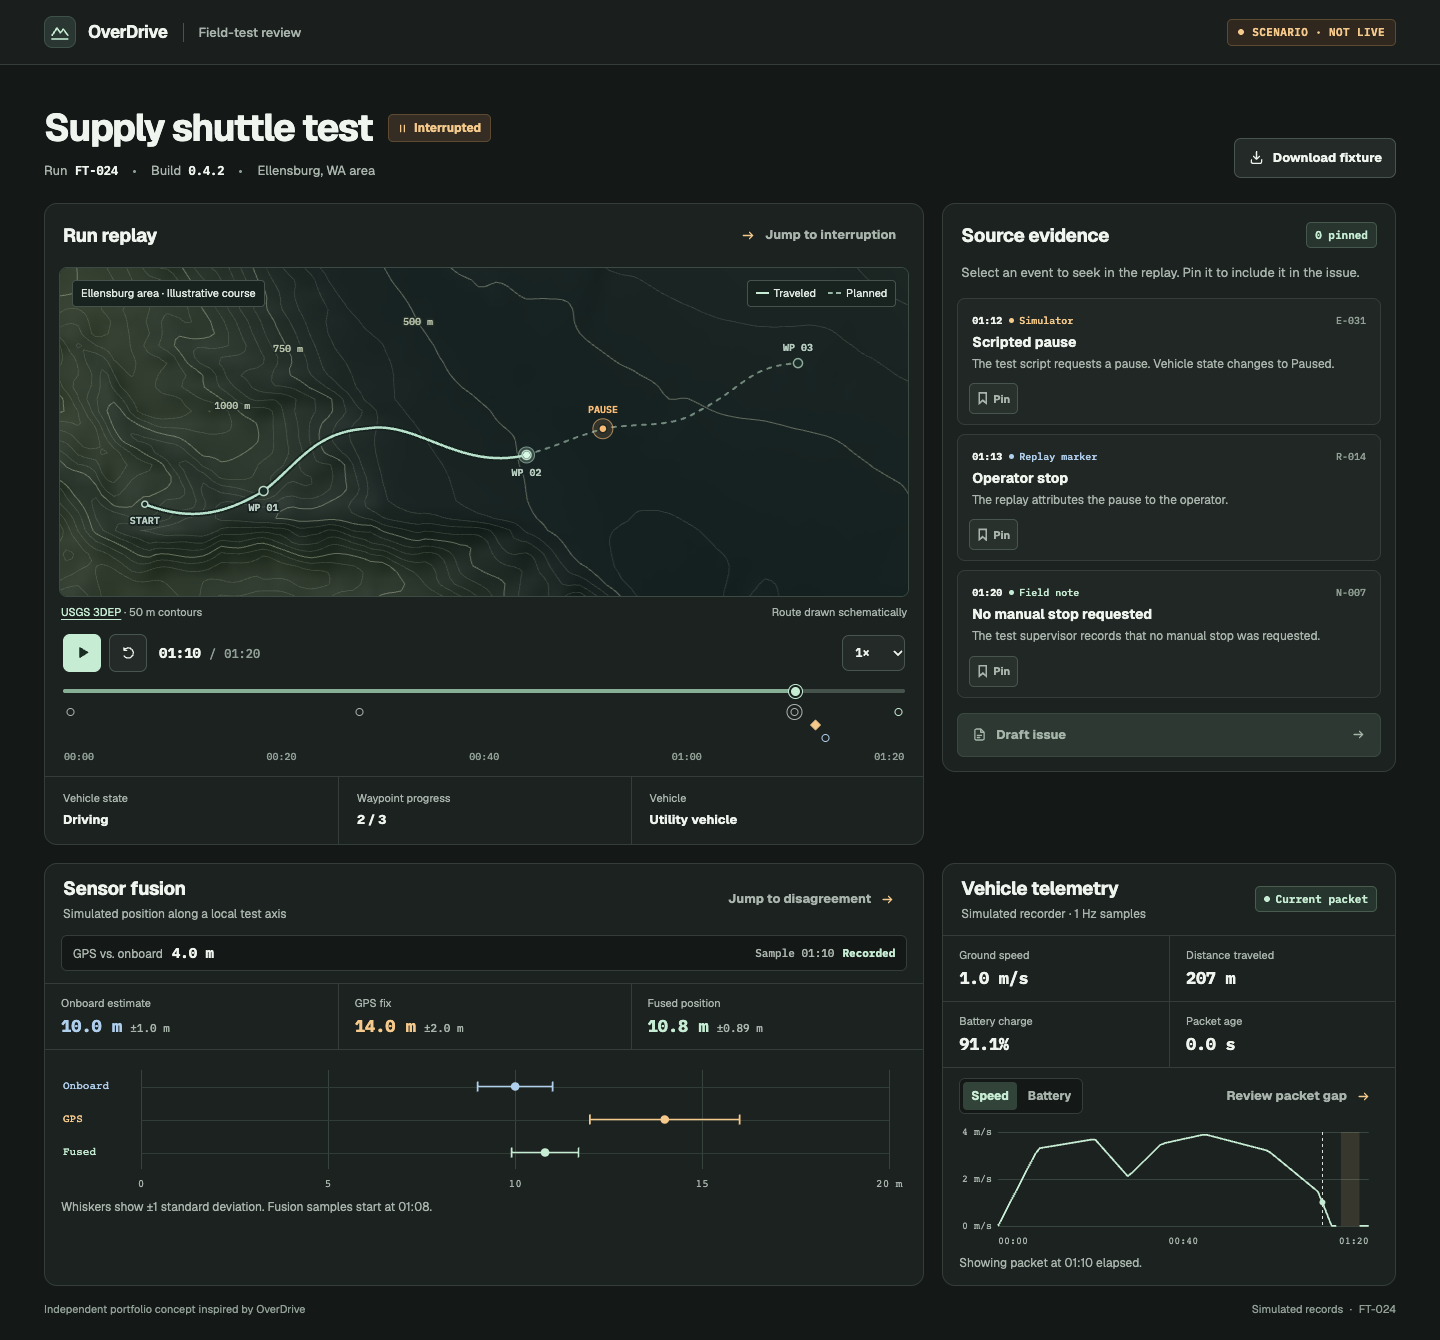 OverDrive
Field-test review
SCENARIO · NOT LIVE
Supply shuttle test
Interrupted
Run FT-024 · Build 0.4.2 · Ellensburg, WA area
Download fixture
Run replay
Jump to interruption
Ellensburg area · Illustrative course
Traveled
Planned
500 m
750 m
1000 m
WP 03
PAUSE
WP 02
WP 01
START
USGS 3DEP · 50 m contours
Route drawn schematically
01:10 / 01:20
1×
00:00
00:20
00:40
01:00
01:20
Vehicle state
Driving
Waypoint progress
2 / 3
Vehicle
Utility vehicle
Source evidence
0 pinned
Select an event to seek in the replay. Pin it to include it in the issue.
01:12 Simulator
E-031
Scripted pause
The test script requests a pause. Vehicle state changes to Paused.
Pin
01:13 Replay marker
R-014
Operator stop
The replay attributes the pause to the operator.
Pin
01:20 Field note
N-007
No manual stop requested
The test supervisor records that no manual stop was requested.
Pin
Draft issue
Sensor fusion
Simulated position along a local test axis
Jump to disagreement
GPS vs. onboard 4.0 m
Sample 01:10 Recorded
Onboard estimate
10.0 m ±1.0 m
GPS fix
14.0 m ±2.0 m
Fused position
10.8 m ±0.89 m
Onboard
GPS
Fused
0
5
10
15
20 m
Whiskers show ±1 standard deviation. Fusion samples start at 01:08.
Vehicle telemetry
Simulated recorder · 1 Hz samples
Current packet
Ground speed
1.0 m/s
Distance traveled
207 m
Battery charge
91.1%
Packet age
0.0 s
Speed
Battery
Review packet gap
4 m/s
2 m/s
0 m/s
00:00
00:40
01:20
Showing packet at 01:10 elapsed.
Independent portfolio concept inspired by OverDrive
Simulated records · FT-024